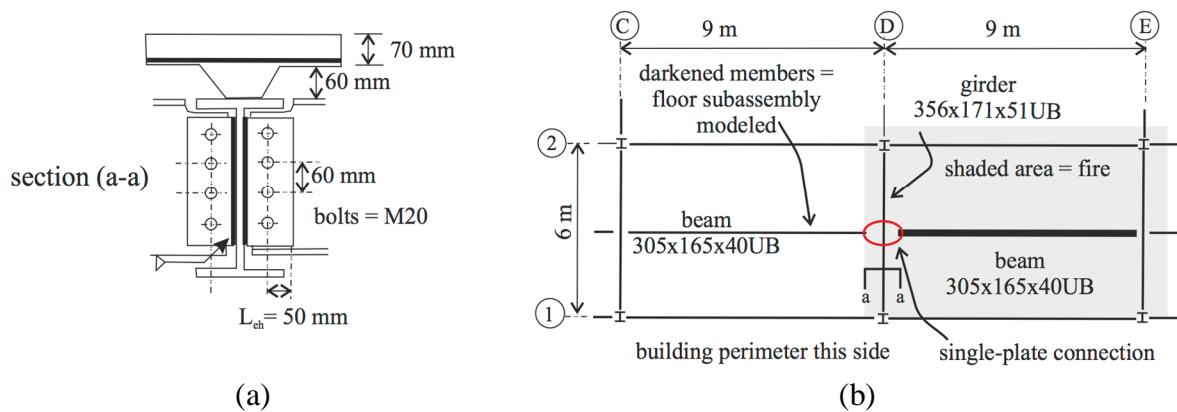 70 mm
60 mm
section (a-a)
60 mm
bolts = M20
Leh= 50 mm
(a)
C
D
E
9 m
9 m
darkened members =
floor subassembly
modeled
girder
356x171x51UB
2
shaded area = fire
6 m
beam
305x165x40UB
beam
305x165x40UB
a
a
1
building perimeter this side
single-plate connection
(b)